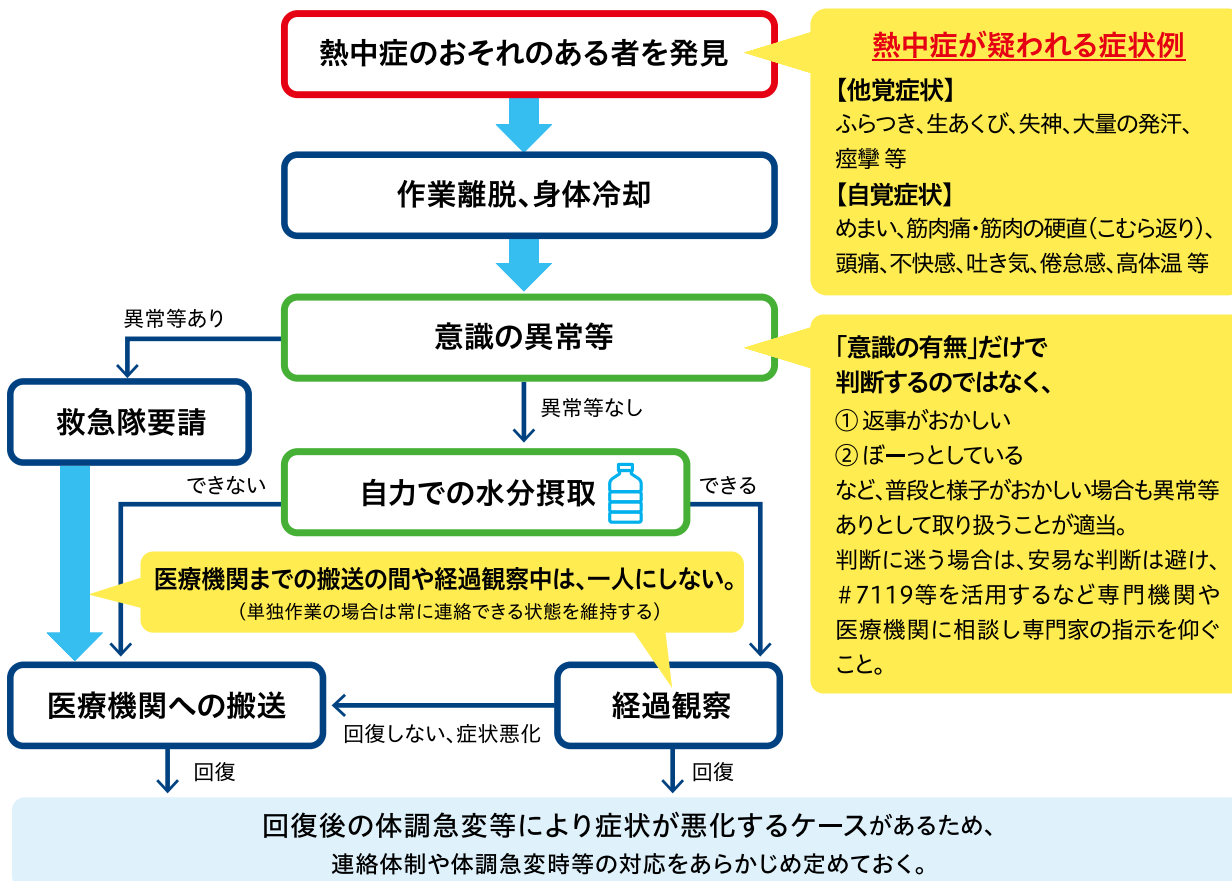 熱中症のおそれのある者を発見
熱中症が疑われる症状例
【他覚症状】
ふらつき、生あくび、失神、大量の発汗、
痙攣 等
【自覚症状】
めまい、筋肉痛・筋肉の硬直(こむら返り)、
頭痛、不快感、吐き気、倦怠感、高体温 等
作業離脱、身体冷却
意識の異常等
異常等あり
異常等なし
「意識の有無」だけで
判断するのではなく、
① 返事がおかしい
② ぼーっとしている
など、普段と様子がおかしい場合も異常等
ありとして取り扱うことが適当。
判断に迷う場合は、安易な判断は避け、
#7119等を活用するなど専門機関や
医療機関に相談し専門家の指示を仰ぐ
こと。
救急隊要請
自力での水分摂取
できない
できる
医療機関までの搬送の間や経過観察中は、一人にしない。
(単独作業の場合は常に連絡できる状態を維持する)
医療機関への搬送
経過観察
回復しない、症状悪化
回復
回復
回復後の体調急変等により症状が悪化するケースがあるため、
連絡体制や体調急変時等の対応をあらかじめ定めておく。